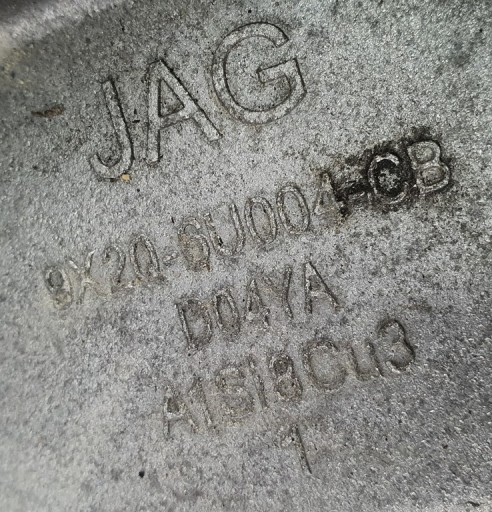 JAG
9X2Q-6U004-CB
D04YA
AlSi8Cu3
1